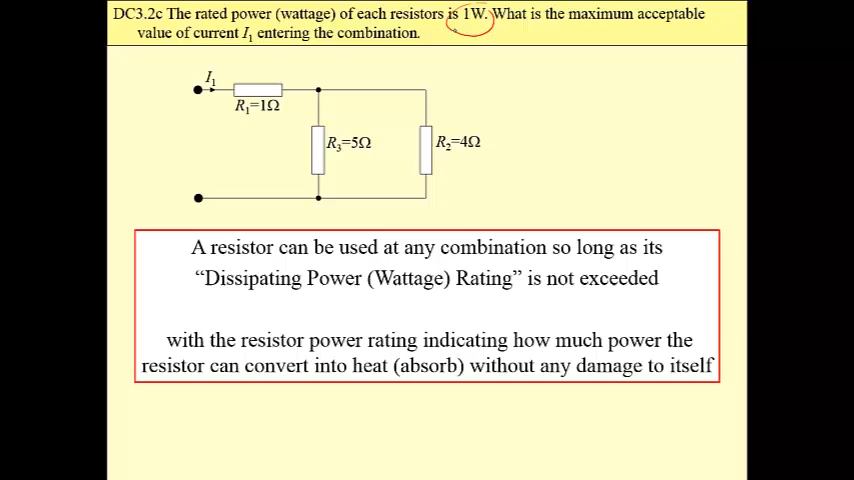 DC3.2c The rated power (wattage) of each resistors is 1W. What is the maximum acceptable
value of current I₁ entering the combination.
I₁
R₁=1Ω
R₃=5Ω
R₂=4Ω
A resistor can be used at any combination so long as its
“Dissipating Power (Wattage) Rating” is not exceeded
with the resistor power rating indicating how much power the
resistor can convert into heat (absorb) without any damage to itself